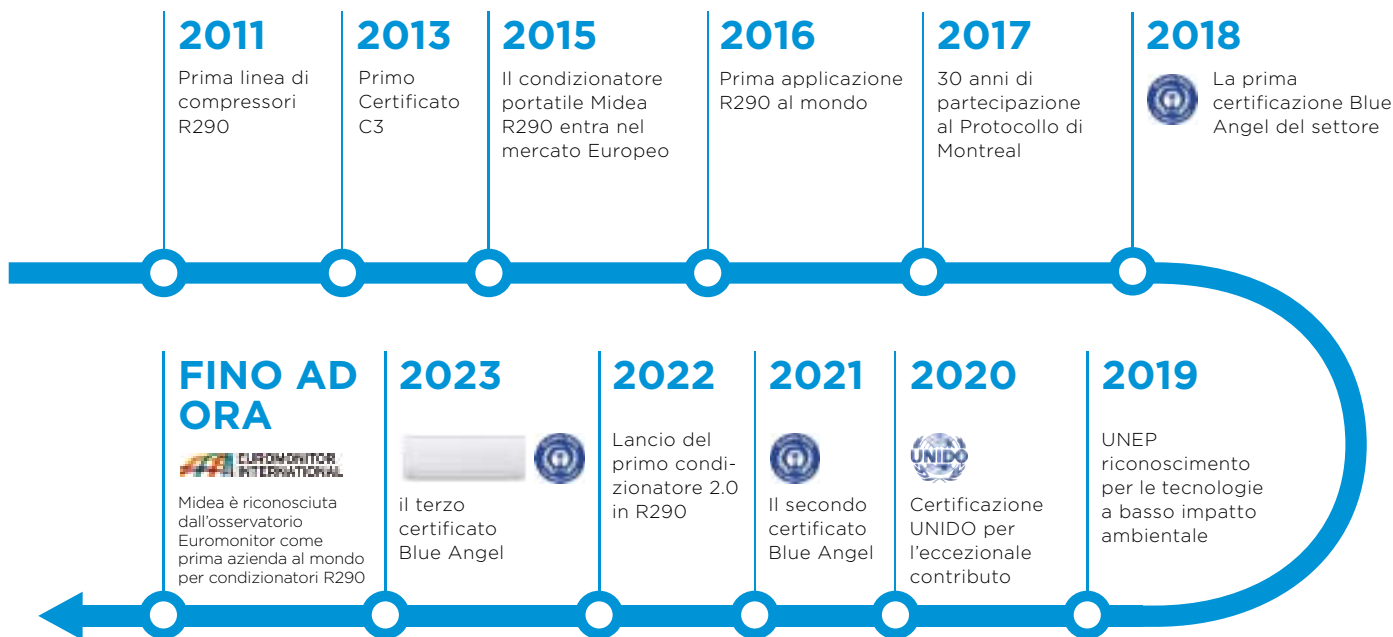 2011
Prima linea di
compressori
R290
2013
Primo
Certificato
C3
2015
Il condizionatore
portatile Midea
R290 entra nel
mercato Europeo
2016
Prima applicazione
R290 al mondo
2017
30 anni di
partecipazione
al Protocollo di
Montreal
2018
La prima
certificazione Blue
Angel del settore
2019
UNEP
riconoscimento
per le tecnologie
a basso impatto
ambientale
2020
UNIDO
Certificazione
UNIDO per
l’eccezionale
contributo
2021
Il secondo
certificato
Blue Angel
2022
Lancio del
primo condi-
zionatore 2.0
in R290
2023
il terzo
certificato
Blue Angel
FINO AD
ORA
EUROMONITOR
INTERNATIONAL
Midea è riconosciuta
dall’osservatorio
Euromonitor come
prima azienda al mondo
per condizionatori R290